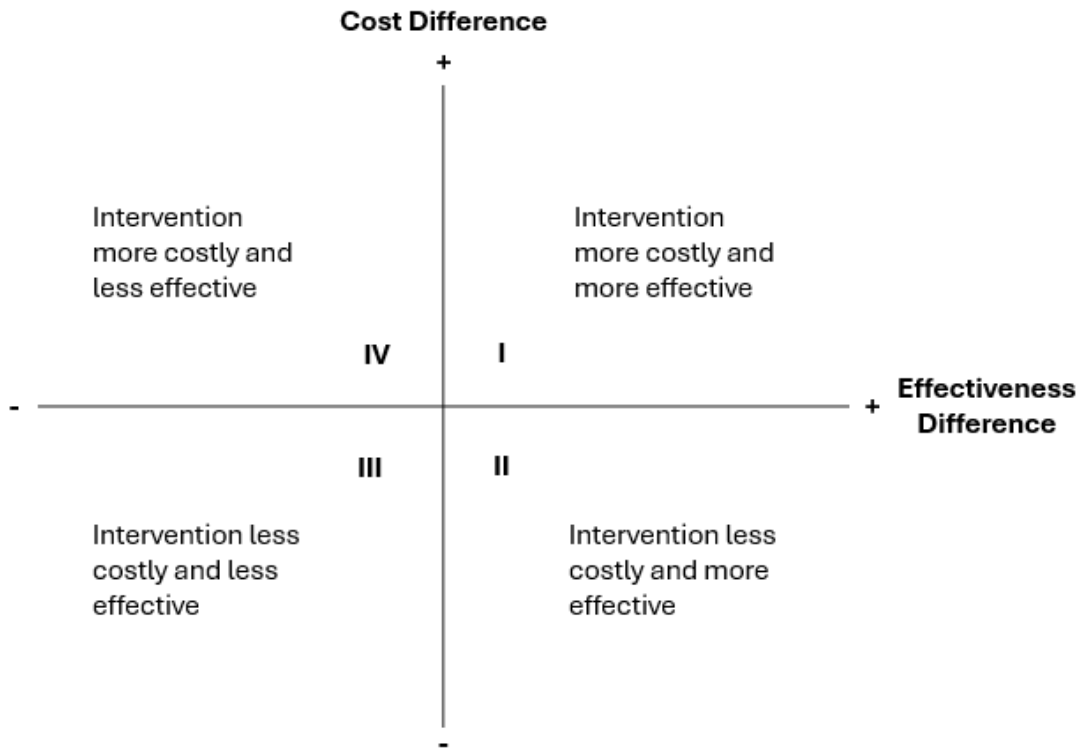 Cost Difference
+
Intervention
more costly and
less effective
Intervention
more costly and
more effective
IV
I
-
+
Effectiveness
Difference
III
II
Intervention less
costly and less
effective
Intervention less
costly and more
effective
-